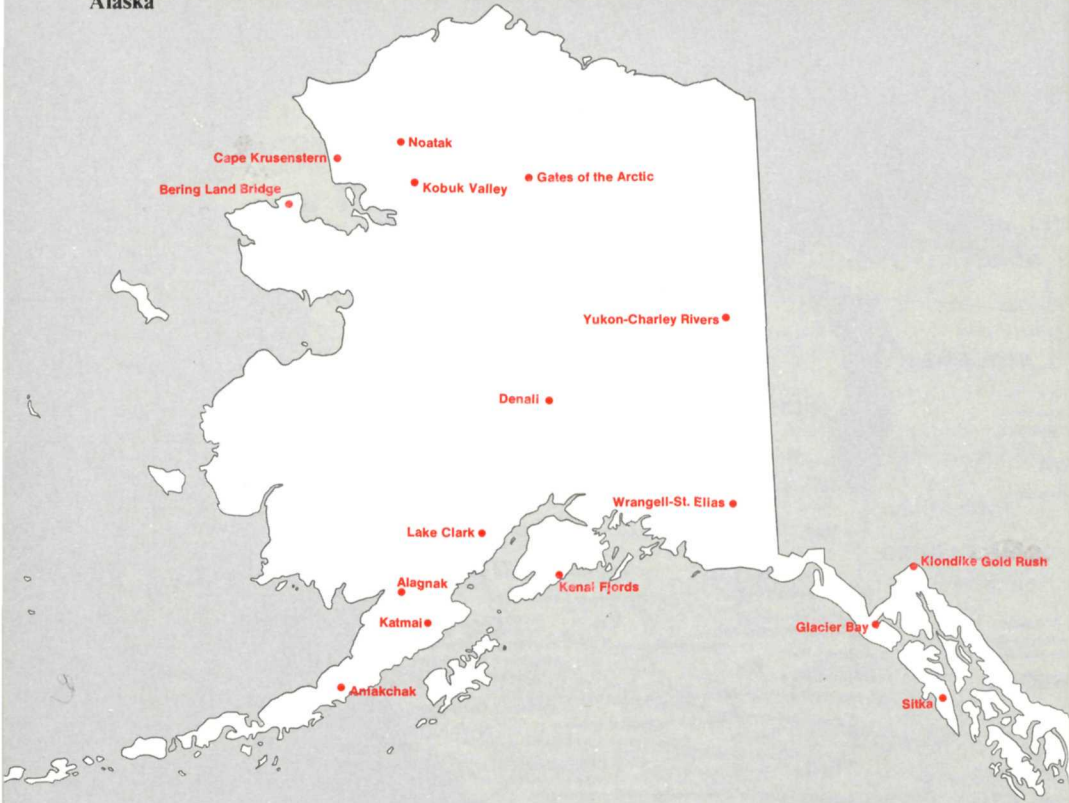 Alaska
Noatak
Cape Krusenstern
Gates of the Arctic
Kobuk Valley
Bering Land Bridge
Yukon-Charley Rivers
Denali
Wrangell-St. Elias
Lake Clark
Klondike Gold Rush
Alagnak
Kenai Fjords
Katmai
Glacier Bay
Aniakchak
Sitka